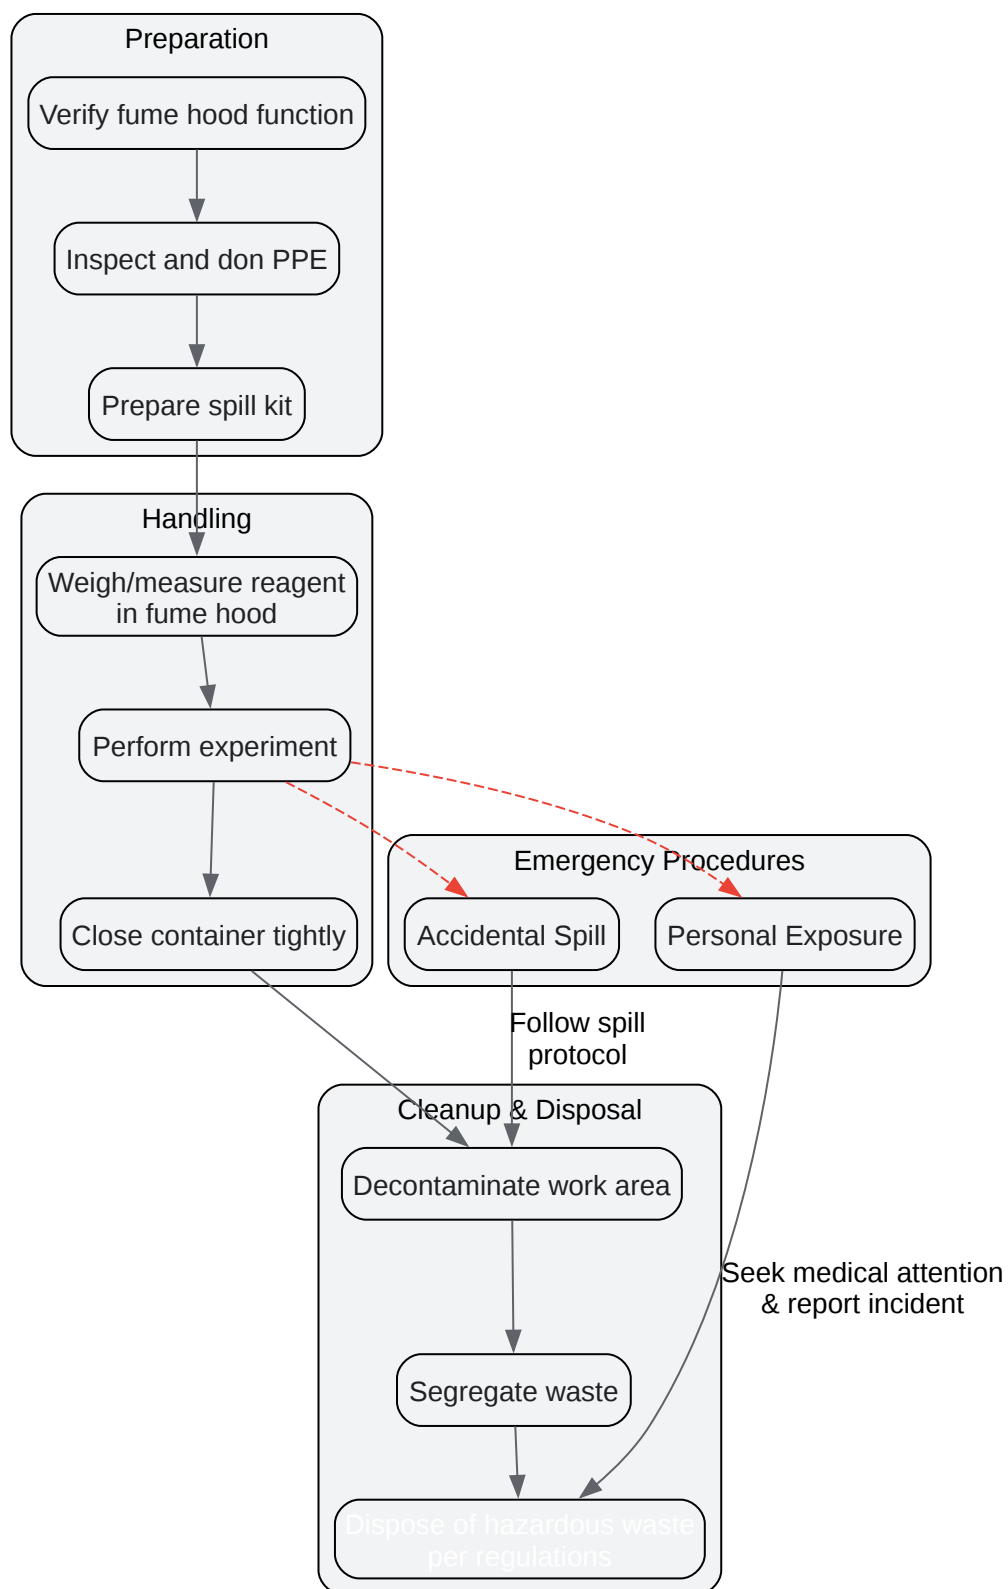 Preparation
Verify fume hood function
Inspect and don PPE
Prepare spill kit
Handling
Weigh/measure reagent
in fume hood
Perform experiment
Close container tightly
Emergency Procedures
Accidental Spill
Personal Exposure
Follow spill
protocol
Cleanup & Disposal
Decontaminate work area
Seek medical attention
& report incident
Segregate waste
Dispose of hazardous waste
per regulations